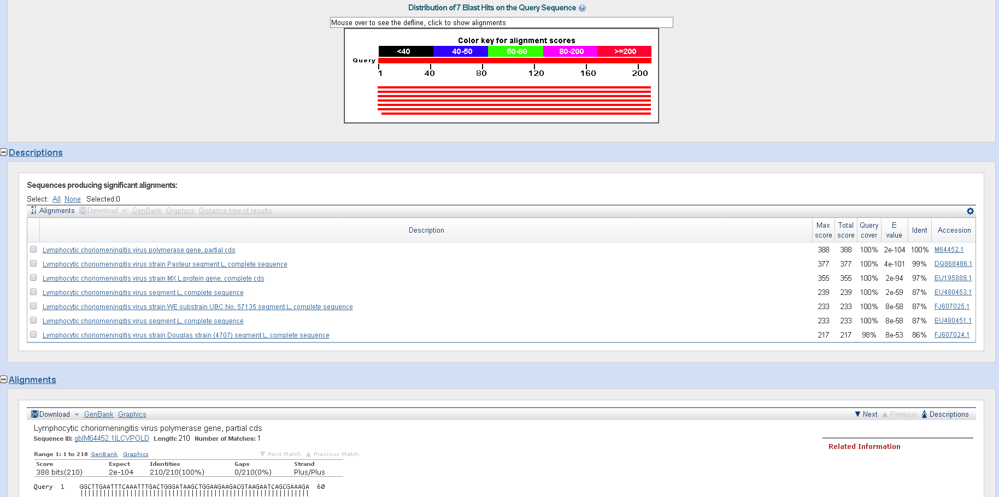 Distribution of 7 Blast Hits on the Query Sequence
Mouse over to see the defline, click to show alignments
Color key for alignment scores
<40 40-50 50-80 80-200 >=200
Query
1 40 80 120 160 200
Descriptions
Sequences producing significant alignments:
Select: All None Selected:0
Alignments Download GenBank Graphics Distance tree of results
Description Max score Total score Query cover E value Ident Accession
Lymphocytic choriomeningitis virus polymerase gene, partial cds 388 388 100% 2e-104 100% M64452.1
Lymphocytic choriomeningitis virus strain Pasteur segment L, complete sequence 377 377 100% 4e-101 99% DQ868486.1
Lymphocytic choriomeningitis virus strain MX L protein gene, complete cds 355 355 100% 2e-94 97% EU195889.1
Lymphocytic choriomeningitis virus segment L, complete sequence 239 239 100% 2e-59 87% EU480453.1
Lymphocytic choriomeningitis virus strain WE substrain UBC No. 57135 segment L, complete sequence 233 233 100% 8e-58 87% FJ607025.1
Lymphocytic choriomeningitis virus segment L, complete sequence 233 233 100% 8e-58 87% EU480451.1
Lymphocytic choriomeningitis virus strain Douglas strain (4707) segment L, complete sequence 217 217 98% 8e-53 86% FJ607024.1
Alignments
Download GenBank Graphics Next Previous Descriptions
Lymphocytic choriomeningitis virus polymerase gene, partial cds
Sequence ID: gb|M64452.1|LCVPOLD Length: 210 Number of Matches: 1
Related Information
Range 1: 1 to 210 GenBank Graphics Next Match Previous Match
Score Expect Identities Gaps Strand
388 bits(210) 2e-104 210/210(100%) 0/210(0%) Plus/Plus
Query 1 GGCTTGAATTTCAAATTTGACTGGGATAAGCTGGAAGAAGACGTAAGAATCAGCGAAAGA 60